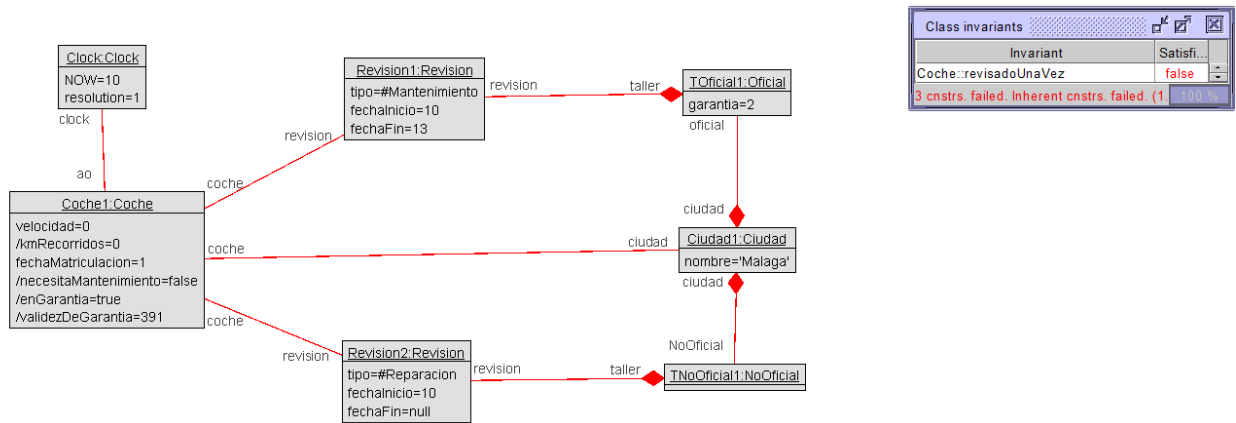 Clock:Clock
NOW=10
resolution=1
clock
ao
Coche1:Coche
velocidad=0
/kmRecorridos=0
fechaMatriculacion=1
/necesitaMantenimiento=false
/enGarantia=true
/validezDeGarantia=391
coche
coche
coche
revision
revision
Revision1:Revision
tipo=#Mantenimiento
fechaInicio=10
fechaFin=13
revision
taller
TOficial1:Oficial
garantia=2
oficial
ciudad
ciudad
Ciudad1:Ciudad
nombre='Malaga'
ciudad
NoOficial
Revision2:Revision
tipo=#Reparacion
fechaInicio=10
fechaFin=null
revision
taller
TNoOficial1:NoOficial
Class invariants
Invariant Satisfi...
Coche::revisadoUnaVez false
3 cnstrs. failed. Inherent cnstrs. failed. (1. 100 %